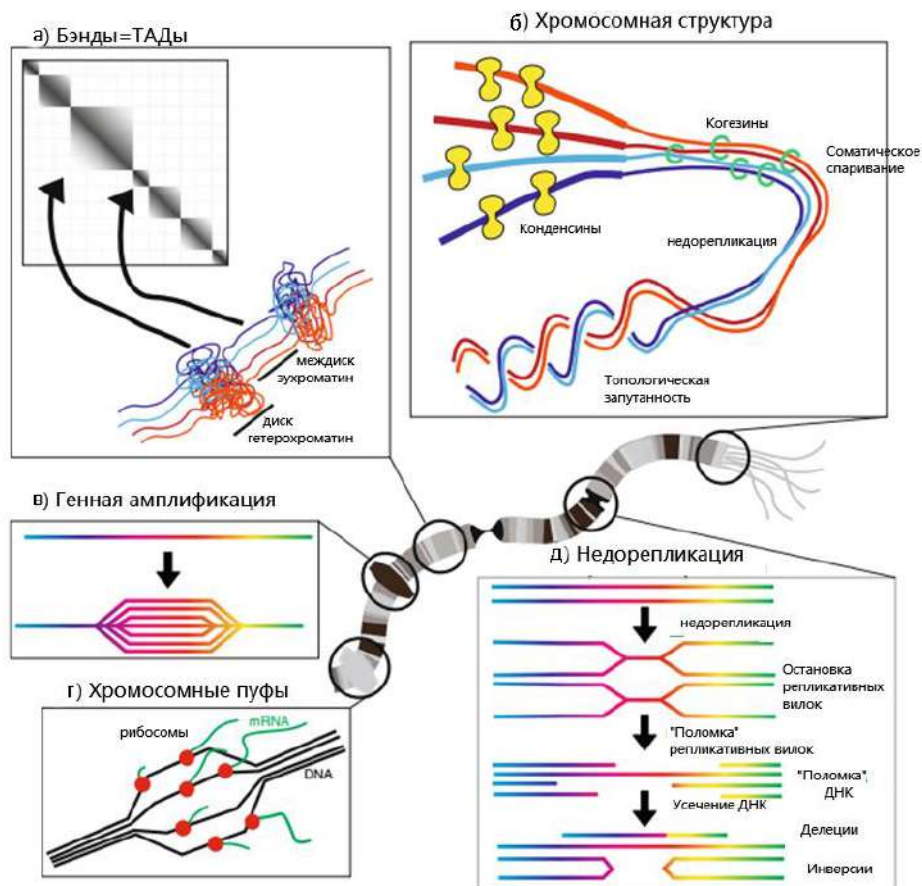 а) Бэнды=ТАДы
междиск
эухроматин
диск
гетерохроматин
б) Хромосомная структура
Когезины
Соматическое
спаривание
Конденсины
недорепликация
Топологическая
запутанность
в) Генная амплификация
г) Хромосомные пуфы
рибосомы
mRNA
DNA
д) Недорепликация
недорепликация
Остановка
репликативных
вилок
"Поломка"
репликативных вилок
"Поломка"
ДНК
Усечение ДНК
Делеции
Инверсии